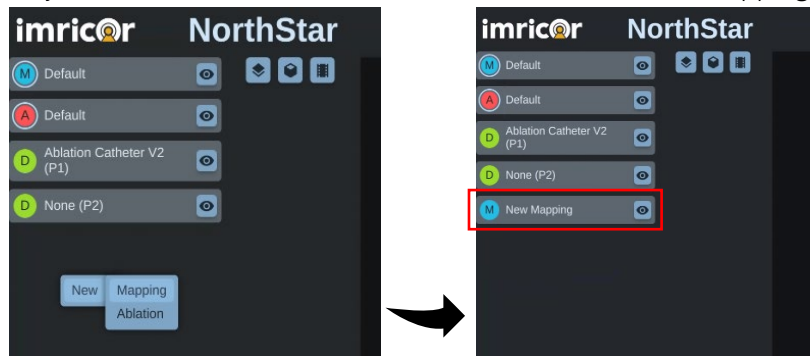 imricor NorthStar
M Default
A Default
D Ablation Catheter V2
(P1)
D None (P2)
New Mapping
Ablation
imricor NorthStar
M Default
A Default
D Ablation Catheter V2
(P1)
D None (P2)
M New Mapping